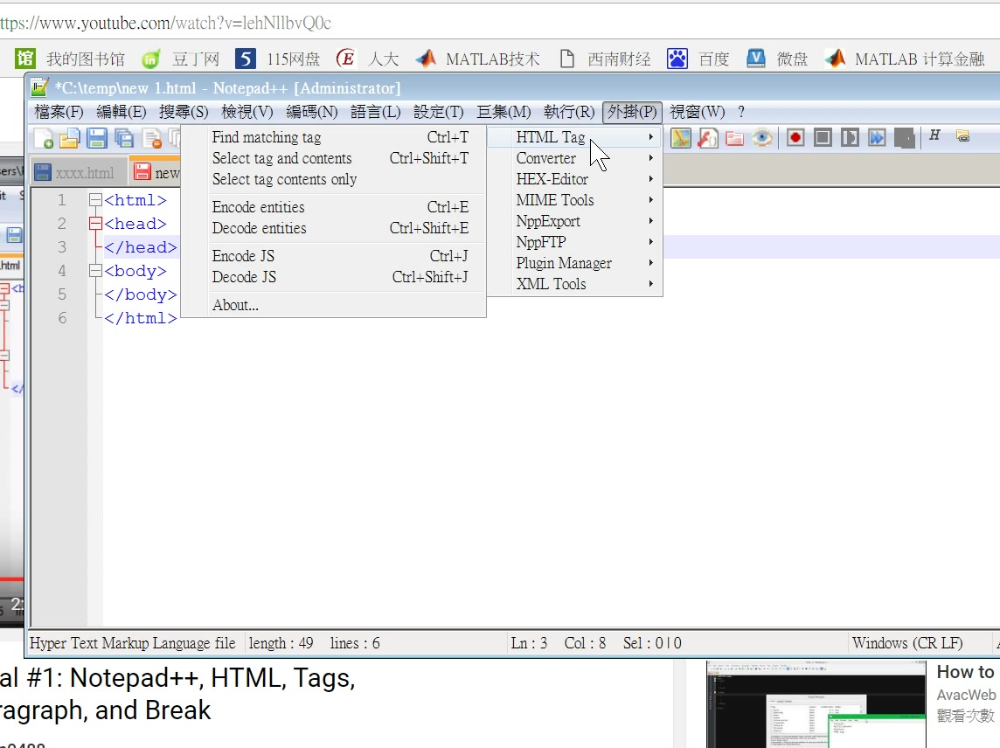 ttps://www.youtube.com/watch?v=lehNllbvQ0c
馆 我的图书馆 豆丁网 5 115网盘 人大 MATLAB技术 西南财经 百度 微盘 MATLAB 计算金融
*C:\temp\new 1.html - Notepad++ [Administrator]
檔案(F) 編輯(E) 搜尋(S) 檢視(V) 編碼(N) 語言(L) 設定(T) 巨集(M) 執行(R) 外掛(P) 視窗(W) ?
xxxx.html new
Find matching tag Ctrl+T
Select tag and contents Ctrl+Shift+T
Select tag contents only
Encode entities Ctrl+E
Decode entities Ctrl+Shift+E
Encode JS Ctrl+J
Decode JS Ctrl+Shift+J
About...
HTML Tag
Converter
HEX-Editor
MIME Tools
NppExport
NppFTP
Plugin Manager
XML Tools
1 <html>
2 <head>
3 </head>
4 <body>
5 </body>
6 </html>
Hyper Text Markup Language file length : 49 lines : 6 Ln : 3 Col : 8 Sel : 0 | 0 Windows (CR LF)
al #1: Notepad++, HTML, Tags,
ragraph, and Break
How to
AvacWeb
觀看次數